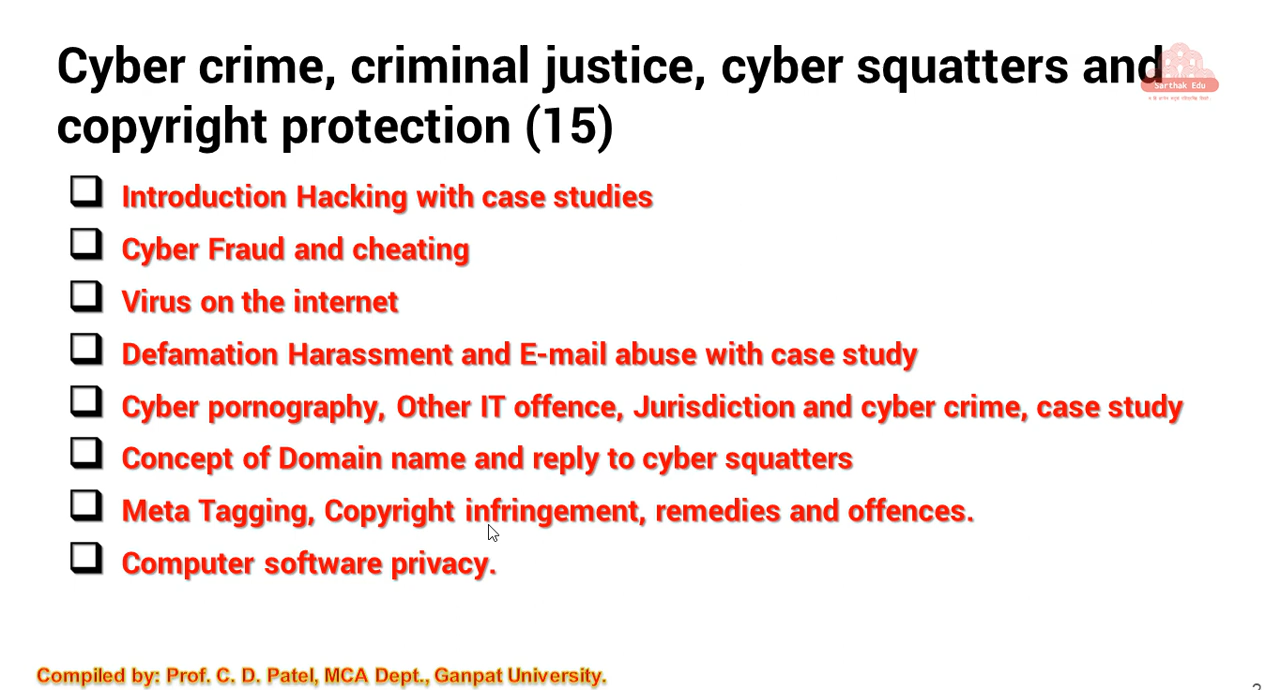 Cyber crime, criminal justice, cyber squatters and
copyright protection (15)
Sarthak Edu
Introduction Hacking with case studies
Cyber Fraud and cheating
Virus on the internet
Defamation Harassment and E-mail abuse with case study
Cyber pornography, Other IT offence, Jurisdiction and cyber crime, case study
Concept of Domain name and reply to cyber squatters
Meta Tagging, Copyright infringement, remedies and offences.
Computer software privacy.
Compiled by: Prof. C. D. Patel, MCA Dept., Ganpat University.